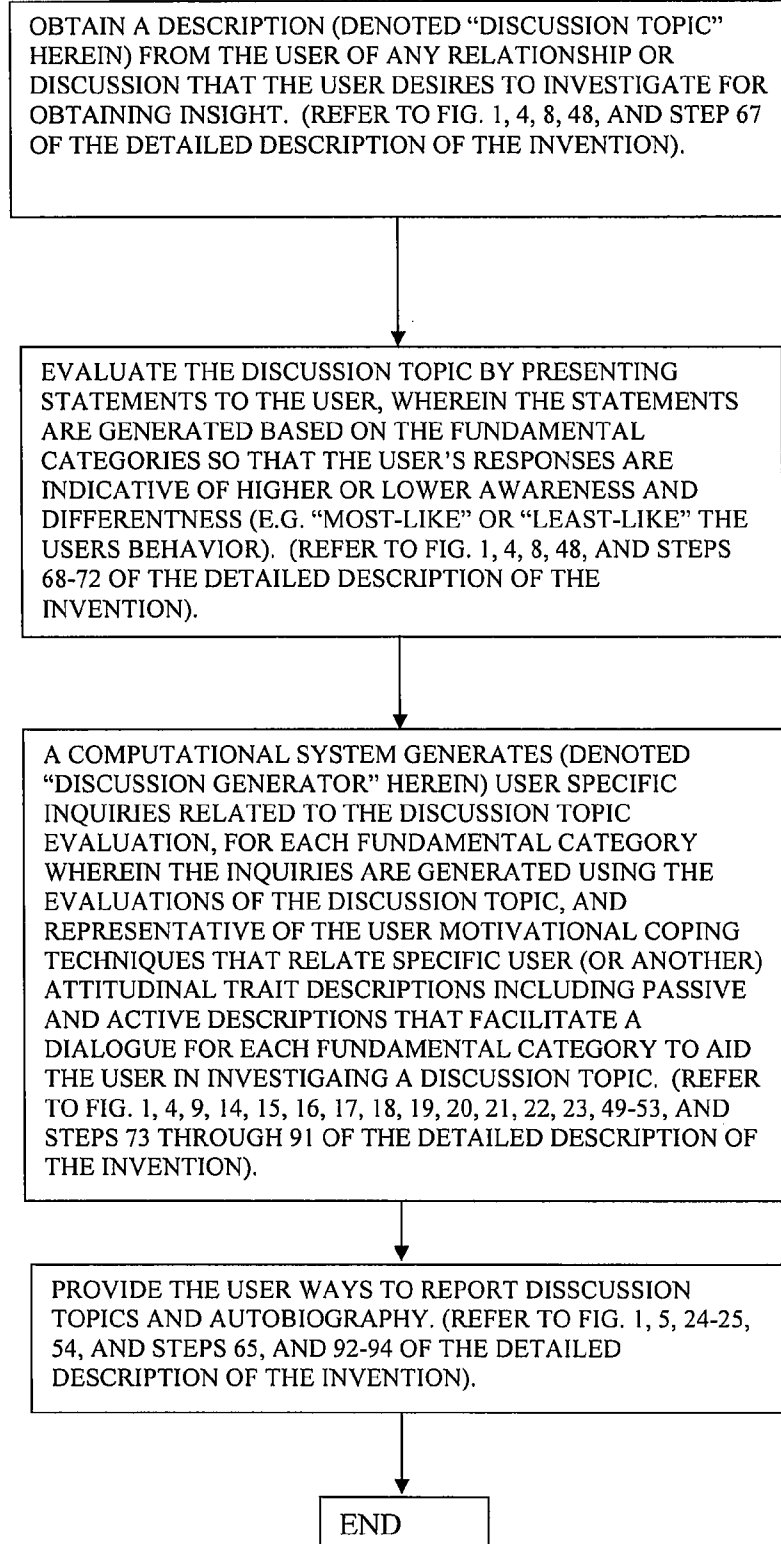 OBTAIN A DESCRIPTION (DENOTED “DISCUSSION TOPIC”
HEREIN) FROM THE USER OF ANY RELATIONSHIP OR
DISCUSSION THAT THE USER DESIRES TO INVESTIGATE FOR
OBTAINING INSIGHT. (REFER TO FIG. 1, 4, 8, 48, AND STEP 67
OF THE DETAILED DESCRIPTION OF THE INVENTION).
EVALUATE THE DISCUSSION TOPIC BY PRESENTING
STATEMENTS TO THE USER, WHEREIN THE STATEMENTS
ARE GENERATED BASED ON THE FUNDAMENTAL
CATEGORIES SO THAT THE USER’S RESPONSES ARE
INDICATIVE OF HIGHER OR LOWER AWARENESS AND
DIFFERENTNESS (E.G. “MOST-LIKE” OR “LEAST-LIKE” THE
USERS BEHAVIOR). (REFER TO FIG. 1, 4, 8, 48, AND STEPS
68-72 OF THE DETAILED DESCRIPTION OF THE
INVENTION).
A COMPUTATIONAL SYSTEM GENERATES (DENOTED
“DISCUSSION GENERATOR” HEREIN) USER SPECIFIC
INQUIRIES RELATED TO THE DISCUSSION TOPIC
EVALUATION, FOR EACH FUNDAMENTAL CATEGORY
WHEREIN THE INQUIRIES ARE GENERATED USING THE
EVALUATIONS OF THE DISCUSSION TOPIC, AND
REPRESENTATIVE OF THE USER MOTIVATIONAL COPING
TECHNIQUES THAT RELATE SPECIFIC USER (OR ANOTHER)
ATTITUDINAL TRAIT DESCRIPTIONS INCLUDING PASSIVE
AND ACTIVE DESCRIPTIONS THAT FACILITATE A
DIALOGUE FOR EACH FUNDAMENTAL CATEGORY TO AID
THE USER IN INVESTIGAING A DISCUSSION TOPIC. (REFER
TO FIG. 1, 4, 9, 14, 15, 16, 17, 18, 19, 20, 21, 22, 23, 49-53, AND
STEPS 73 THROUGH 91 OF THE DETAILED DESCRIPTION OF
THE INVENTION).
PROVIDE THE USER WAYS TO REPORT DISSCUSSION
TOPICS AND AUTOBIOGRAPHY. (REFER TO FIG. 1, 5, 24-25,
54, AND STEPS 65, AND 92-94 OF THE DETAILED
DESCRIPTION OF THE INVENTION).
END